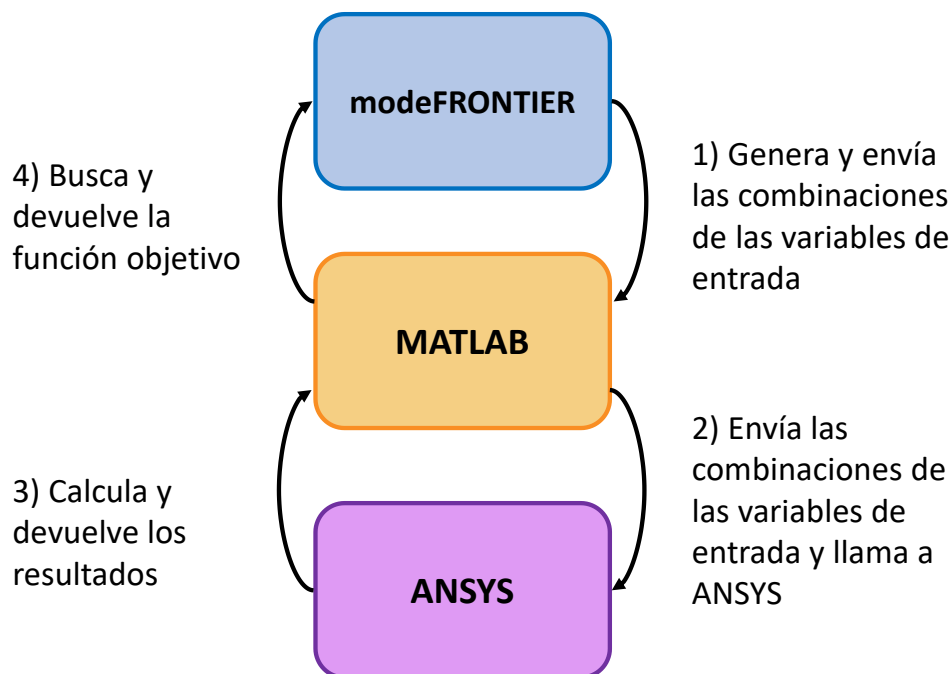 modeFRONTIER
1) Genera y envía
las combinaciones
de las variables de
entrada
4) Busca y
devuelve la
función objetivo
MATLAB
2) Envía las
combinaciones de
las variables de
entrada y llama a
ANSYS
3) Calcula y
devuelve los
resultados
ANSYS